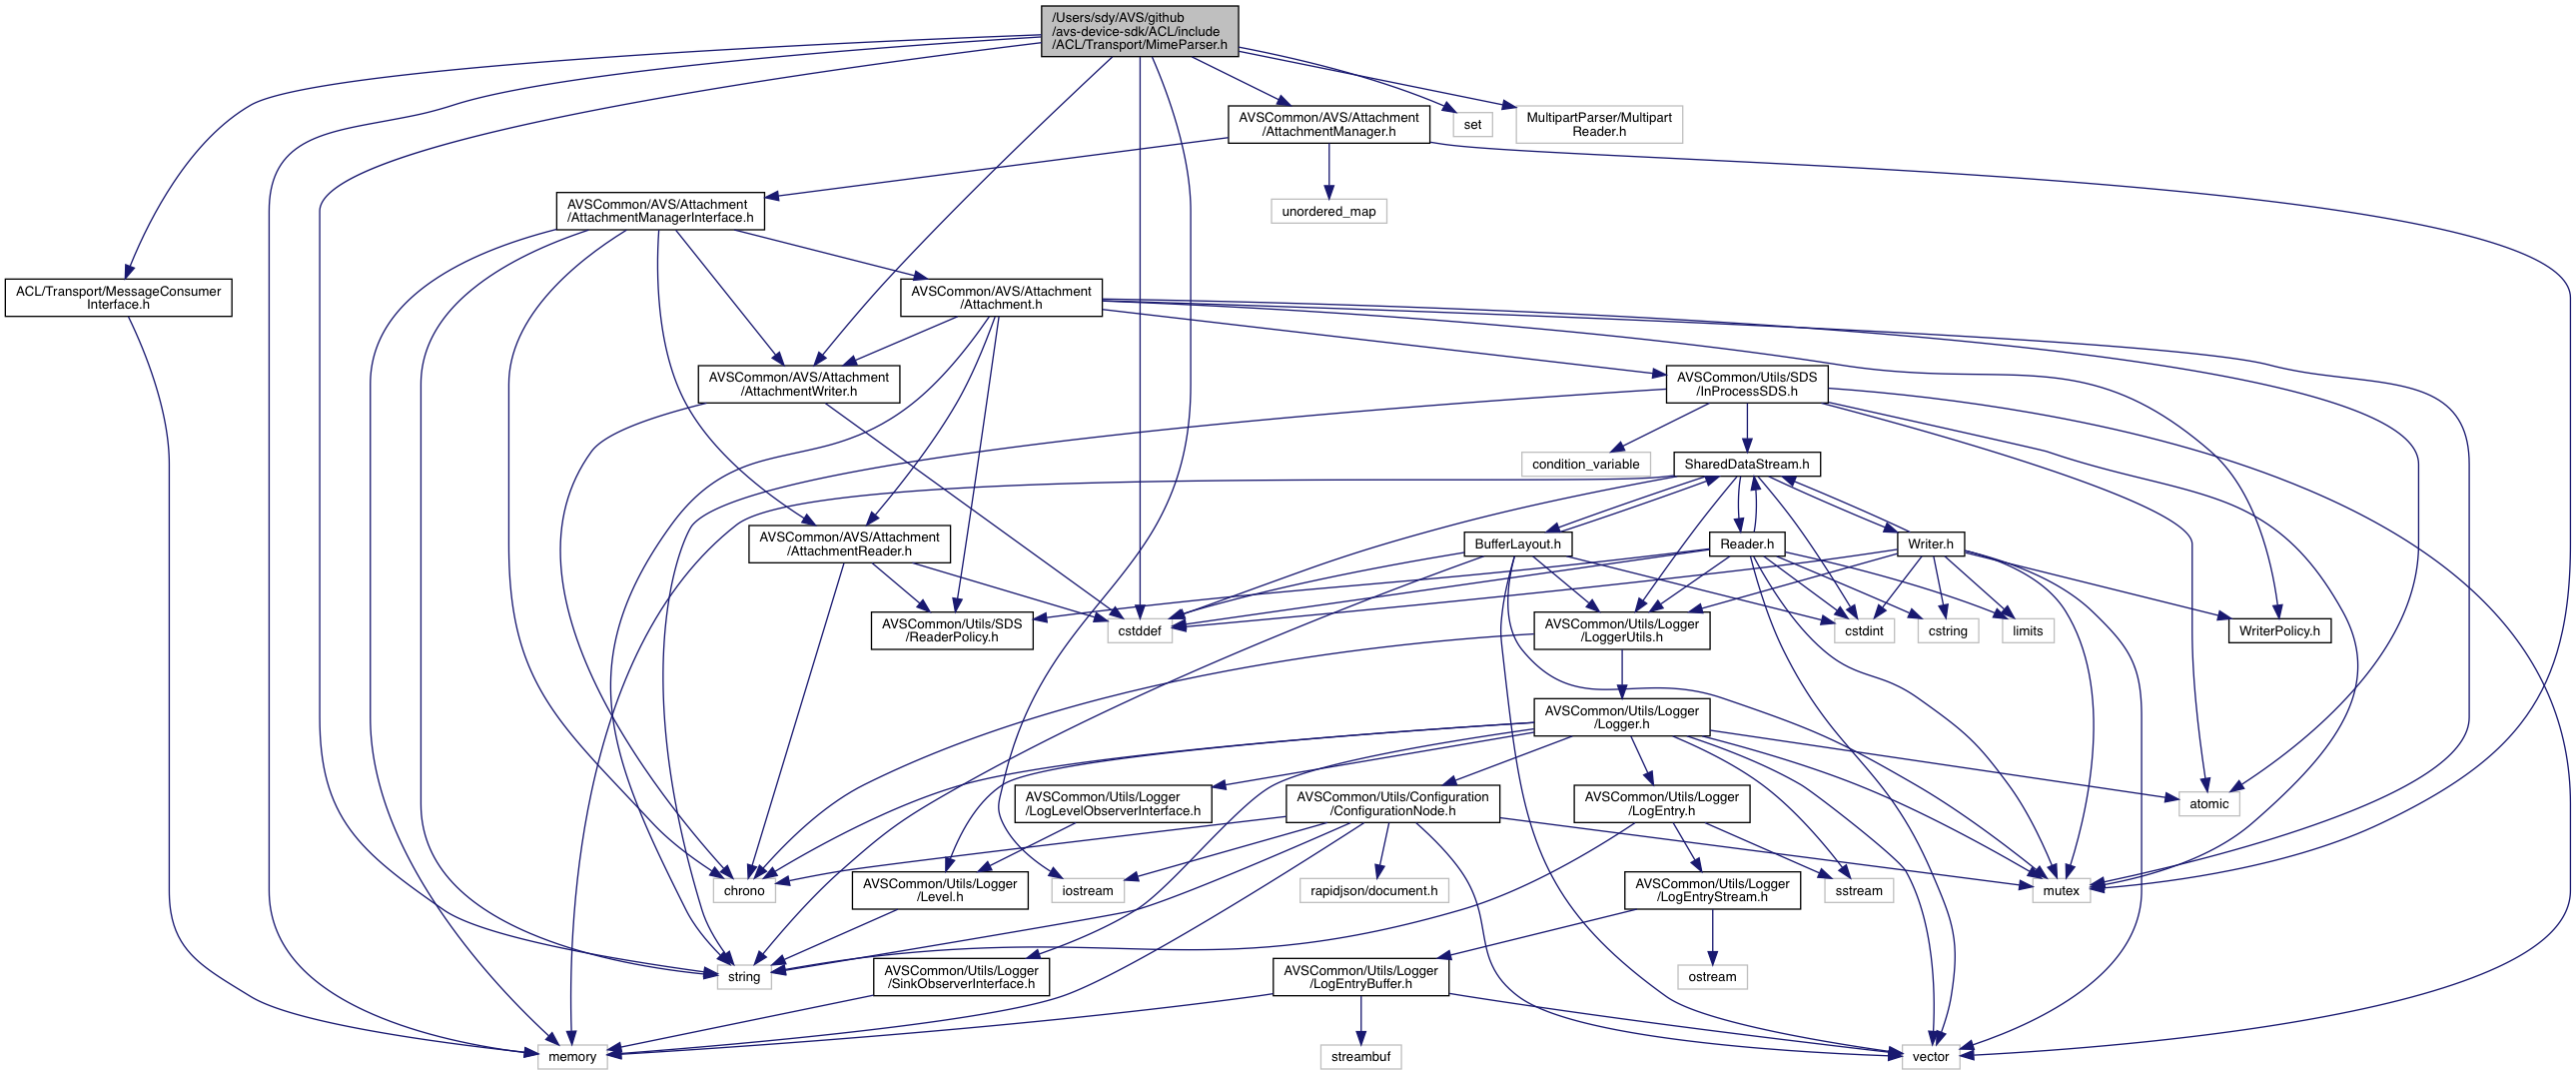 /Users/sdy/AVS/github
/avs-device-sdk/ACL/include
/ACL/Transport/MimeParser.h
AVSCommon/AVS/Attachment
/AttachmentManager.h
set
MultipartParser/Multipart
Reader.h
AVSCommon/AVS/Attachment
/AttachmentManagerInterface.h
unordered_map
ACL/Transport/MessageConsumer
Interface.h
AVSCommon/AVS/Attachment
/Attachment.h
AVSCommon/AVS/Attachment
/AttachmentWriter.h
AVSCommon/Utils/SDS
/InProcessSDS.h
condition_variable
SharedDataStream.h
AVSCommon/AVS/Attachment
/AttachmentReader.h
BufferLayout.h
Reader.h
Writer.h
AVSCommon/Utils/SDS
/ReaderPolicy.h
cstddef
AVSCommon/Utils/Logger
/LoggerUtils.h
cstdint
cstring
limits
WriterPolicy.h
AVSCommon/Utils/Logger
/Logger.h
AVSCommon/Utils/Logger
/LogLevelObserverInterface.h
AVSCommon/Utils/Configuration
/ConfigurationNode.h
AVSCommon/Utils/Logger
/LogEntry.h
atomic
chrono
AVSCommon/Utils/Logger
/Level.h
iostream
rapidjson/document.h
AVSCommon/Utils/Logger
/LogEntryStream.h
sstream
mutex
string
AVSCommon/Utils/Logger
/SinkObserverInterface.h
AVSCommon/Utils/Logger
/LogEntryBuffer.h
ostream
memory
streambuf
vector